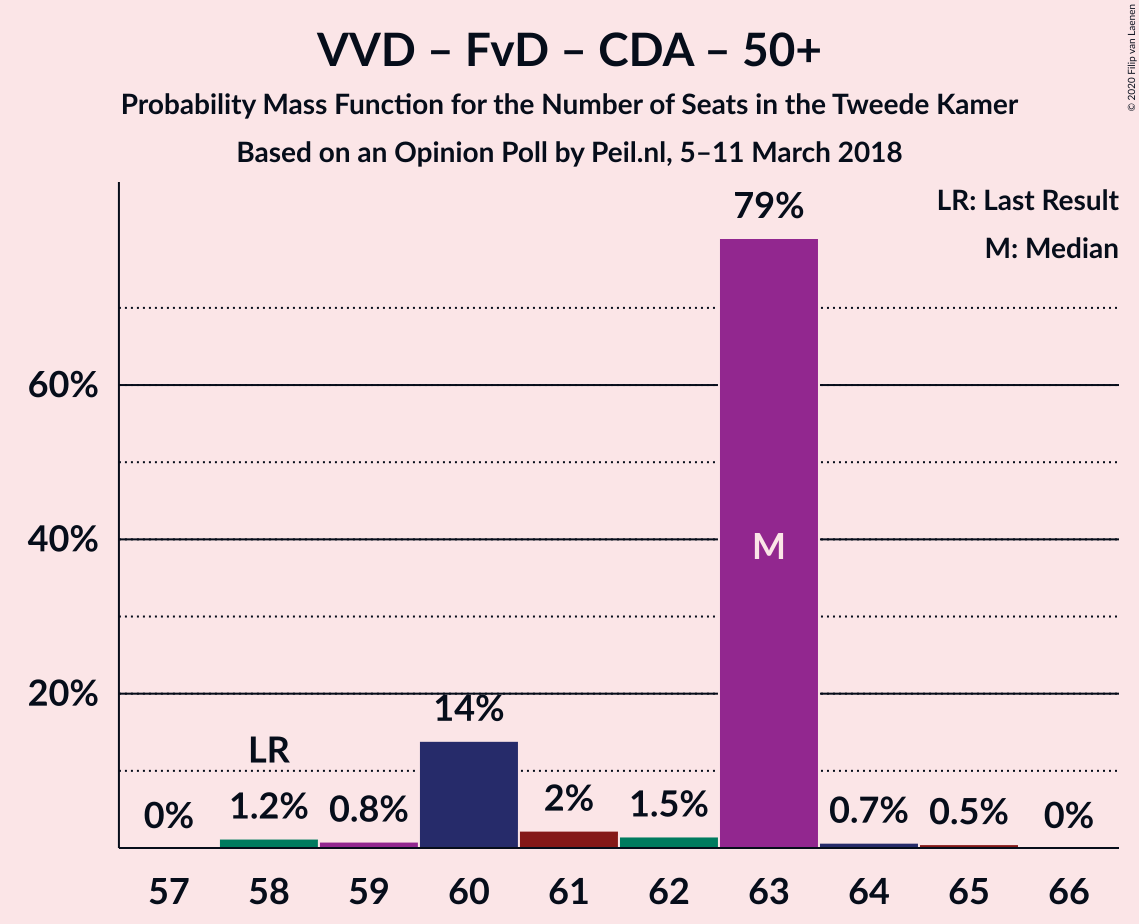 VVD – FvD – CDA – 50+
Probability Mass Function for the Number of Seats in the Tweede Kamer
Based on an Opinion Poll by Peil.nl, 5–11 March 2018
© 2020 Filip van Laenen
LR: Last Result
M: Median
79%
60%
40%
20%
M
14%
LR
0%
1.2%
0.8%
2%
1.5%
0.7%
0.5%
0%
57 58 59 60 61 62 63 64 65 66